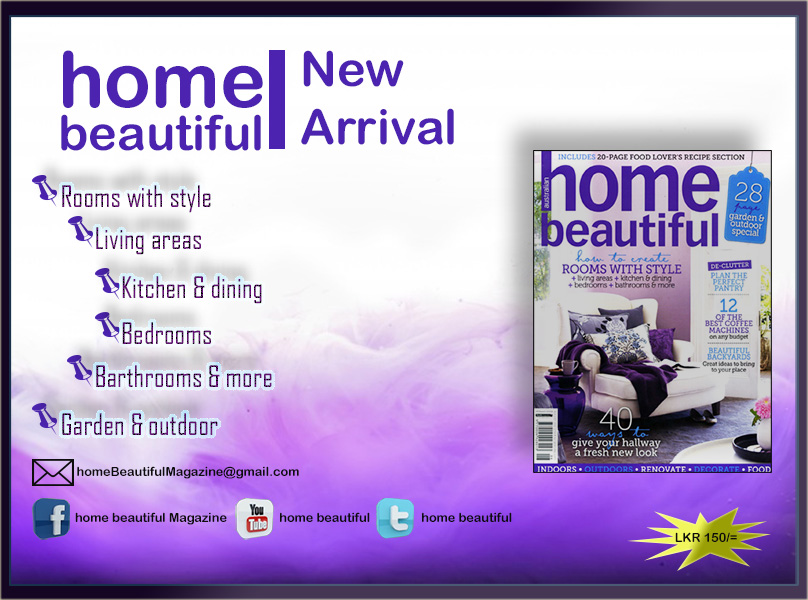 home
beautiful
New
Arrival
Rooms with style
Living areas
Kitchen & dining
Bedrooms
Barthrooms & more
Garden & outdoor
homeBeautifulMagazine@gmail.com
home beautiful Magazine
You
Tube
home beautiful
home beautiful
INCLUDES 20-PAGE FOOD LOVER'S RECIPE SECTION
australian
home
beautiful
28
page
garden &
outdoor
special
how to create
ROOMS WITH STYLE
+ living areas + kitchen & dining
+ bedrooms + bathrooms & more
DE-CLUTTER
PLAN THE
PERFECT
PANTRY
12
OF THE
BEST COFFEE
MACHINES
on any budget
BEAUTIFUL
BACKYARDS
Great ideas to bring
to your place
40
ways to
give your hallway
a fresh new look
INDOORS • OUTDOORS • RENOVATE • DECORATE • FOOD
LKR 150/=